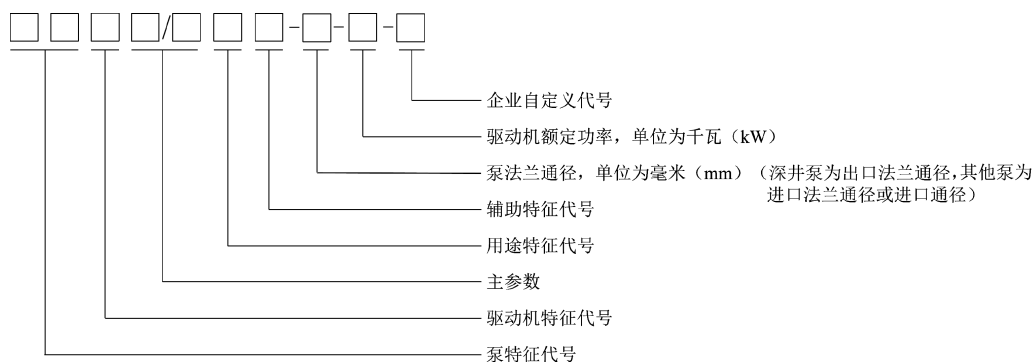 □□□□/□□□-□-□-□
企业自定义代号
驱动机额定功率，单位为千瓦（kW）
泵法兰通径，单位为毫米（mm）（深井泵为出口法兰通径，其他泵为
进口法兰通径或进口通径）
辅助特征代号
用途特征代号
主参数
驱动机特征代号
泵特征代号